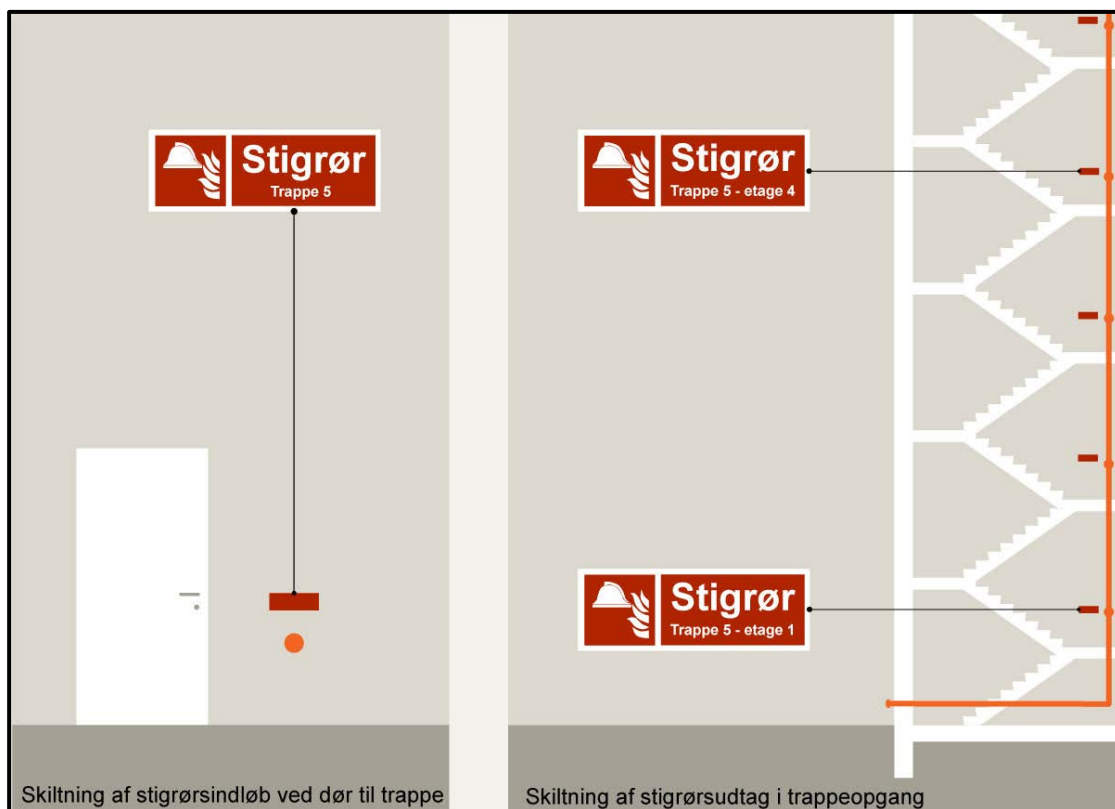 Stigrør
Trappe 5
Skiltning af stigrørsindløb ved dør til trappe
Stigrør
Trappe 5 - etage 4
Stigrør
Trappe 5 - etage 1
Skiltning af stigrørsudtag i trappeopgang